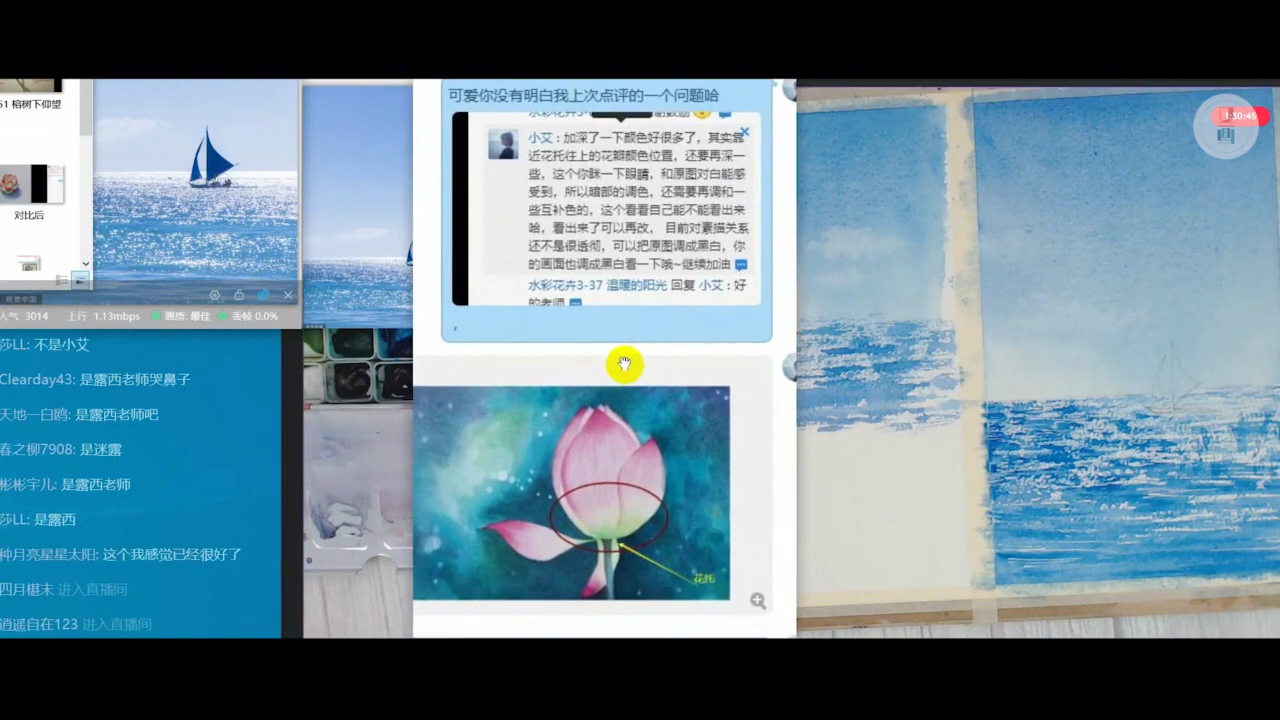 51 榕树下仰望
对比后
视觉中国
人气 3014 上行 1.13mbps 画质: 最佳 丢帧 0.0%
莎LL: 不是小艾
Clearday43: 是露西老师哭鼻子
天地一白鸥: 是露西老师吧
春之柳7908: 是迷露
彬彬宇儿: 是露西老师
莎LL: 是露西
种月亮星星太阳: 这个我感觉已经很好了
四月椹末 进入直播间
逍遥自在123 进入直播间
可爱你没有明白我上次点评的一个问题哈
小艾：加深了一下颜色好很多了，其实靠
近花托往上的花瓣颜色位置，还要再深一
些，这个你眯一下眼睛，和原图对白能感
受到，所以暗部的调色，还需要再调和一
些互补色的，这个看看自己能不能看出来
哈，看出来了可以再改， 目前对素描关系
还不是很透彻，可以把原图调成黑白，你
的画面也调成黑白看一下哦~继续加油
水彩花卉3-37 温暖的阳光 回复 小艾：好
的老师
，
花托
1:30:45